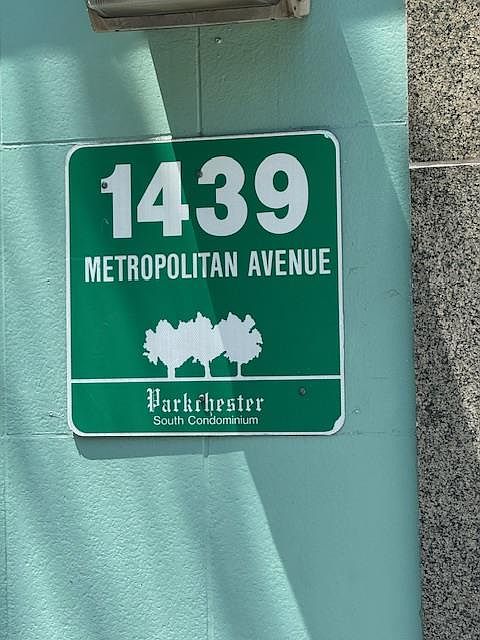 1439
METROPOLITAN AVENUE
Parkchester
South Condominium